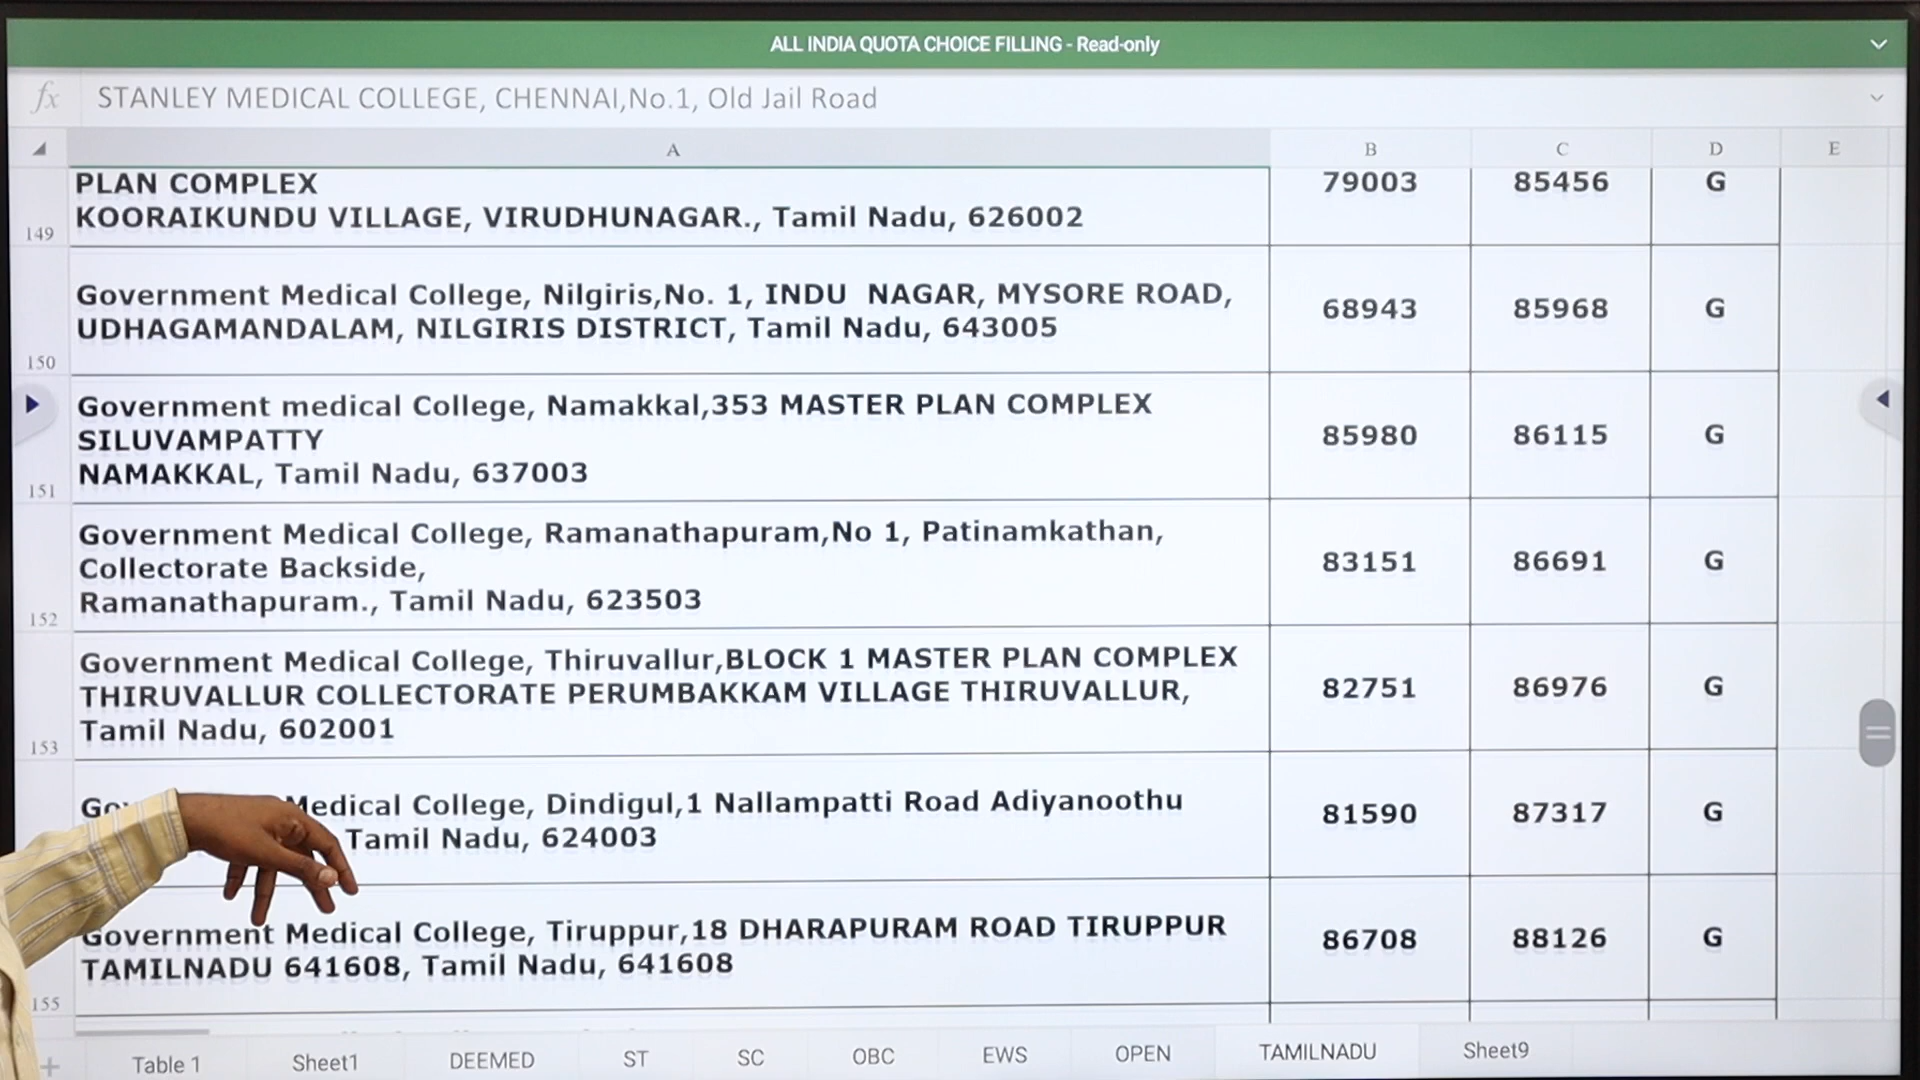 ALL INDIA QUOTA CHOICE FILLING - Read-only
fx STANLEY MEDICAL COLLEGE, CHENNAI,No.1, Old Jail Road
A B C D E
PLAN COMPLEX
KOORAIKUNDU VILLAGE, VIRUDHUNAGAR., Tamil Nadu, 626002
149
79003 85456 G
Government Medical College, Nilgiris,No. 1, INDU NAGAR, MYSORE ROAD,
UDHAGAMANDALAM, NILGIRIS DISTRICT, Tamil Nadu, 643005
150
68943 85968 G
Government medical College, Namakkal,353 MASTER PLAN COMPLEX
SILUVAMPATTY
NAMAKKAL, Tamil Nadu, 637003
151
85980 86115 G
Government Medical College, Ramanathapuram,No 1, Patinamkathan,
Collectorate Backside,
Ramanathapuram., Tamil Nadu, 623503
152
83151 86691 G
Government Medical College, Thiruvallur,BLOCK 1 MASTER PLAN COMPLEX
THIRUVALLUR COLLECTORATE PERUMBAKKAM VILLAGE THIRUVALLUR,
Tamil Nadu, 602001
153
82751 86976 G
Medical College, Dindigul,1 Nallampatti Road Adiyanoothu
Tamil Nadu, 624003
81590 87317 G
Government Medical College, Tiruppur,18 DHARAPURAM ROAD TIRUPPUR
TAMILNADU 641608, Tamil Nadu, 641608
155
86708 88126 G
+ Table 1 Sheet1 DEEMED ST SC OBC EWS OPEN TAMILNADU Sheet9